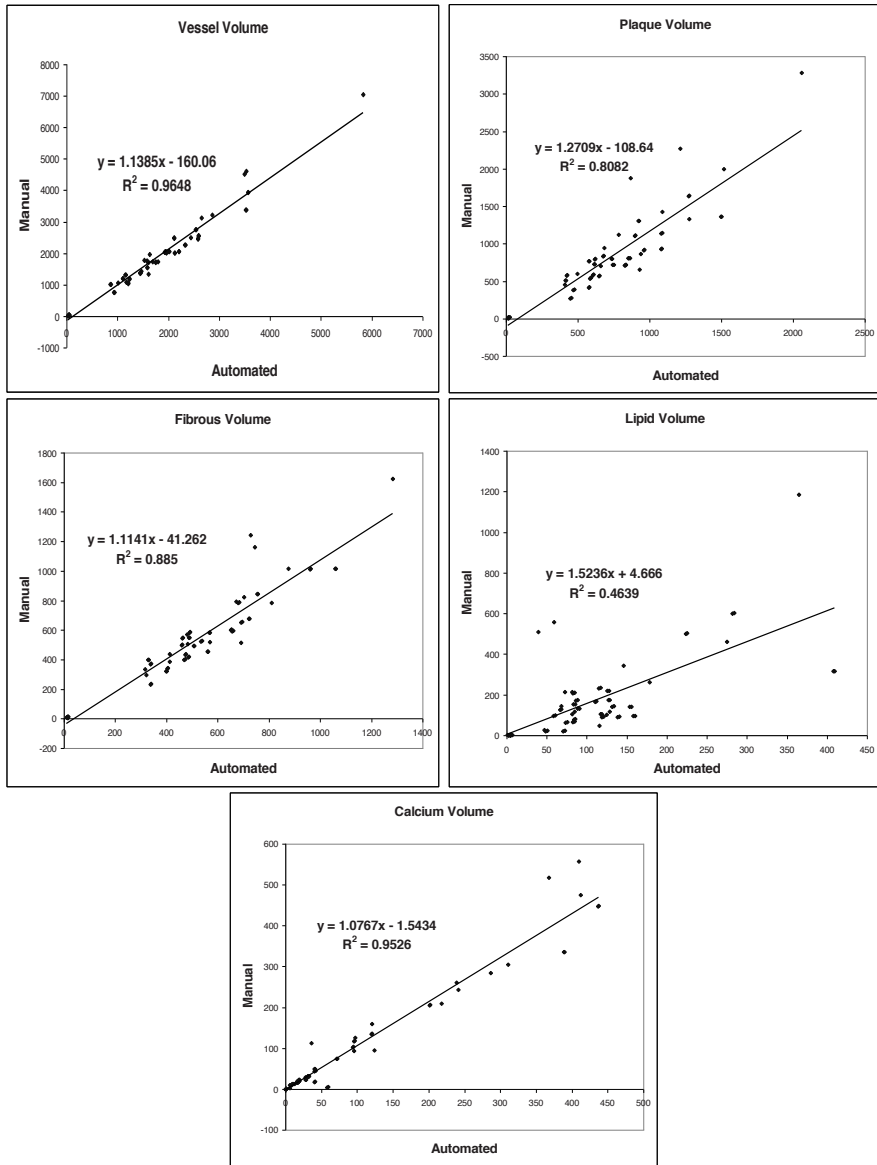 Vessel Volume
8000
7000
6000
5000
4000
3000
2000
1000
0
-1000
0 1000 2000 3000 4000 5000 6000 7000
y = 1.1385x - 160.06
R² = 0.9648
Manual
Automated
Plaque Volume
3500
3000
2500
2000
1500
1000
500
0
-500
0 500 1000 1500 2000 2500
y = 1.2709x - 108.64
R² = 0.8082
Manual
Automated
Fibrous Volume
1800
1600
1400
1200
1000
800
600
400
200
0
-200
0 200 400 600 800 1000 1200 1400
y = 1.1141x - 41.262
R² = 0.885
Manual
Automated
Lipid Volume
1400
1200
1000
800
600
400
200
0
0 50 100 150 200 250 300 350 400 450
y = 1.5236x + 4.666
R² = 0.4639
Manual
Automated
Calcium Volume
600
500
400
300
200
100
0
-100
0 50 100 150 200 250 300 350 400 450 500
y = 1.0767x - 1.5434
R² = 0.9526
Manual
Automated